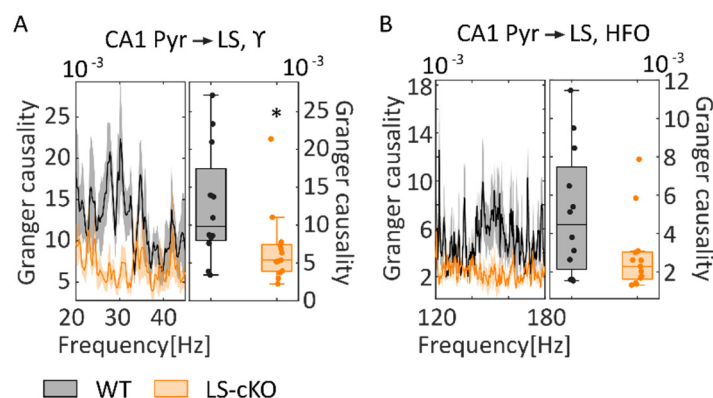 A
CA1 Pyr → LS, ϒ
10⁻³
10⁻³
Granger causality
25
20
15
10
5
20 30 40
Frequency[Hz]
*
25
20
15
10
5
0
Granger causality
B
CA1 Pyr → LS, HFO
10⁻³
10⁻³
Granger causality
18
14
10
6
2
120 180
Frequency[Hz]
12
10
8
6
4
2
Granger causality
WT LS-cKO